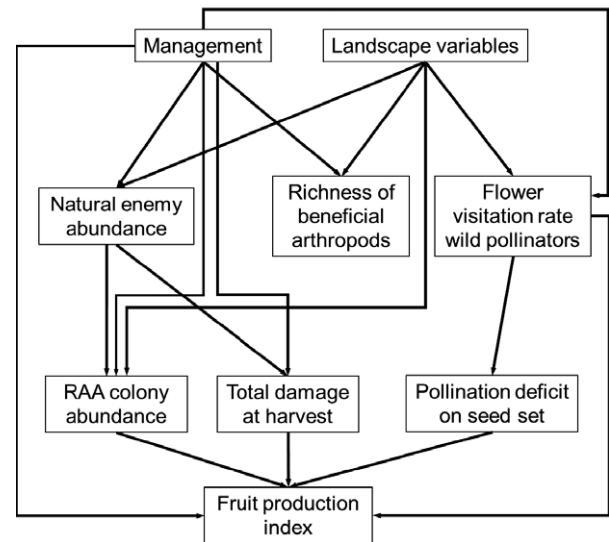 Management
Landscape variables
Natural enemy
abundance
Richness of
beneficial
arthropods
Flower
visitation rate
wild pollinators
RAA colony
abundance
Total damage
at harvest
Pollination deficit
on seed set
Fruit production
index